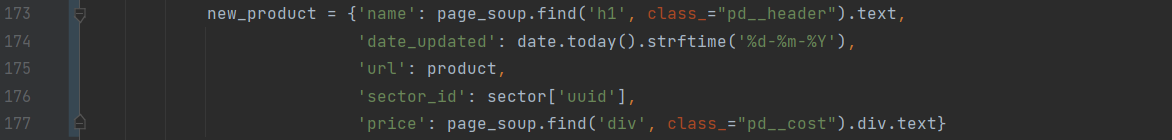 173 new_product = {'name': page_soup.find('h1', class_="pd__header").text,
174 'date_updated': date.today().strftime('%d-%m-%Y'),
175 'url': product,
176 'sector_id': sector['uuid'],
177 'price': page_soup.find('div', class_="pd__cost").div.text}